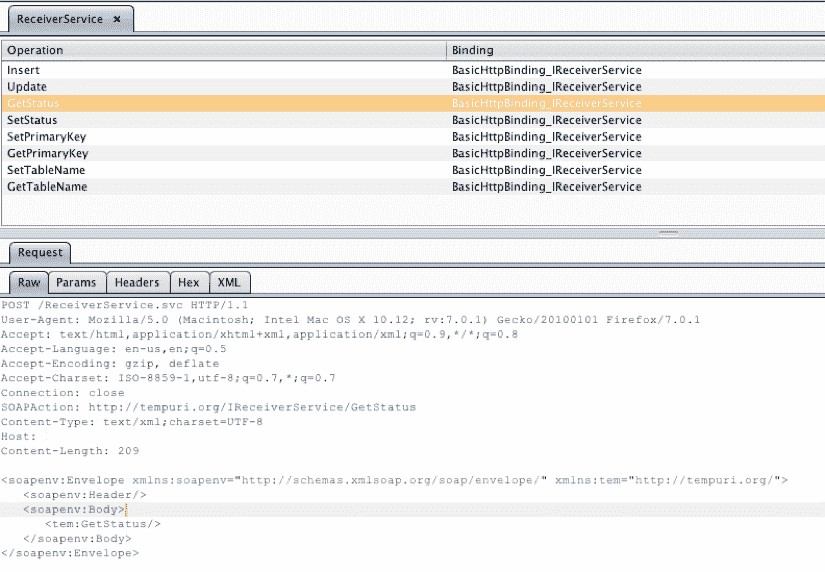 ReceiverService ×
Operation Binding
Insert BasicHttpBinding_IReceiverService
Update BasicHttpBinding_IReceiverService
GetStatus BasicHttpBinding_IReceiverService
SetStatus BasicHttpBinding_IReceiverService
SetPrimaryKey BasicHttpBinding_IReceiverService
GetPrimaryKey BasicHttpBinding_IReceiverService
SetTableName BasicHttpBinding_IReceiverService
GetTableName BasicHttpBinding_IReceiverService
Request
Raw Params Headers Hex XML
POST /ReceiverService.svc HTTP/1.1
User-Agent: Mozilla/5.0 (Macintosh; Intel Mac OS X 10.12; rv:7.0.1) Gecko/20100101 Firefox/7.0.1
Accept: text/html,application/xhtml+xml,application/xml;q=0.9,*/*;q=0.8
Accept-Language: en-us,en;q=0.5
Accept-Encoding: gzip, deflate
Accept-Charset: ISO-8859-1,utf-8;q=0.7,*;q=0.7
Connection: close
SOAPAction: http://tempuri.org/IReceiverService/GetStatus
Content-Type: text/xml;charset=UTF-8
Host:
Content-Length: 209
<soapenv:Envelope xmlns:soapenv="http://schemas.xmlsoap.org/soap/envelope/" xmlns:tem="http://tempuri.org/">
<soapenv:Header/>
<soapenv:Body>
<tem:GetStatus/>
</soapenv:Body>
</soapenv:Envelope>